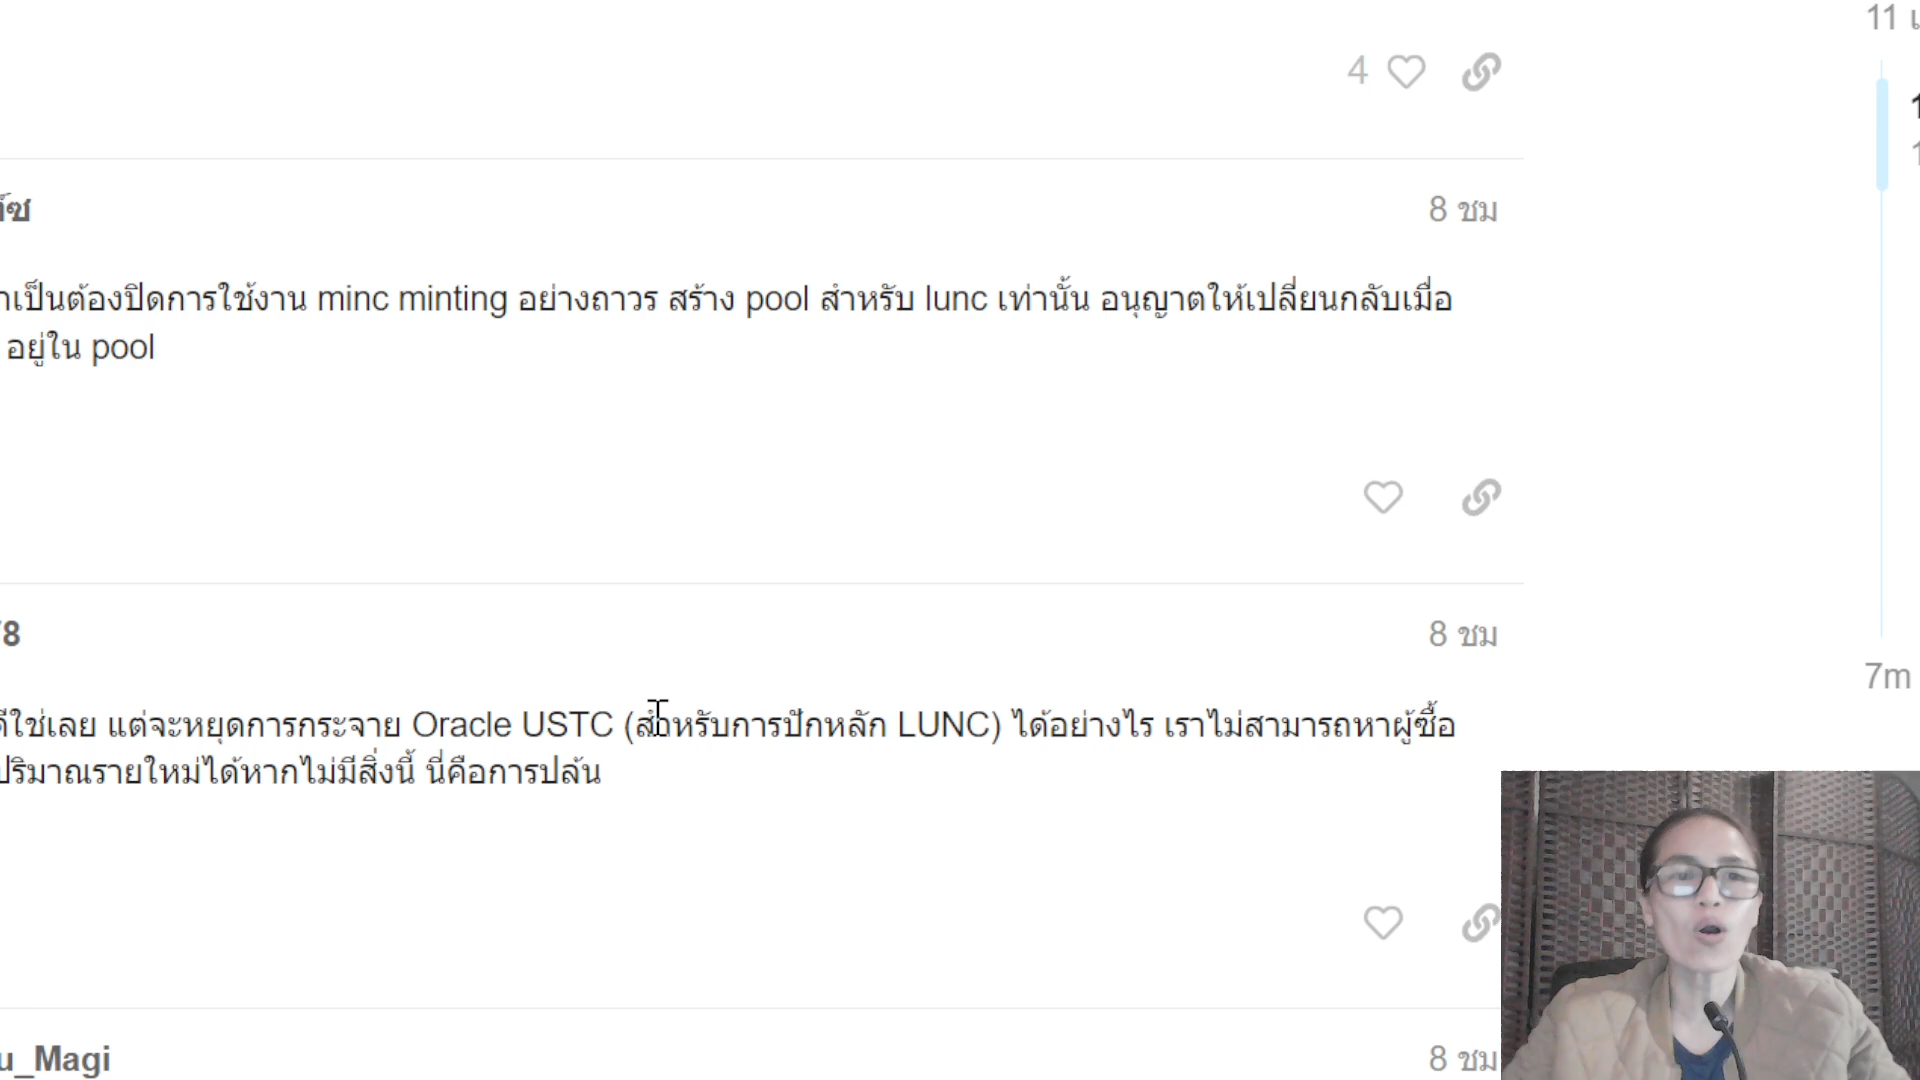 11
4
8 ชม
เป็นต้องปิดการใช้งาน minc minting อย่างถาวร สร้าง pool สำหรับ lunc เท่านั้น อนุญาตให้เปลี่ยนกลับเมื่อ
อยู่ใน pool
8
8 ชม
ใช่เลย แต่จะหยุดการกระจาย Oracle USTC (สำหรับการปักหลัก LUNC) ได้อย่างไร เราไม่สามารถหาผู้ซื้อ
ปริมาณรายใหม่ได้หากไม่มีสิ่งนี้ นี่คือการปล้น
7m
u_Magi
8 ชม